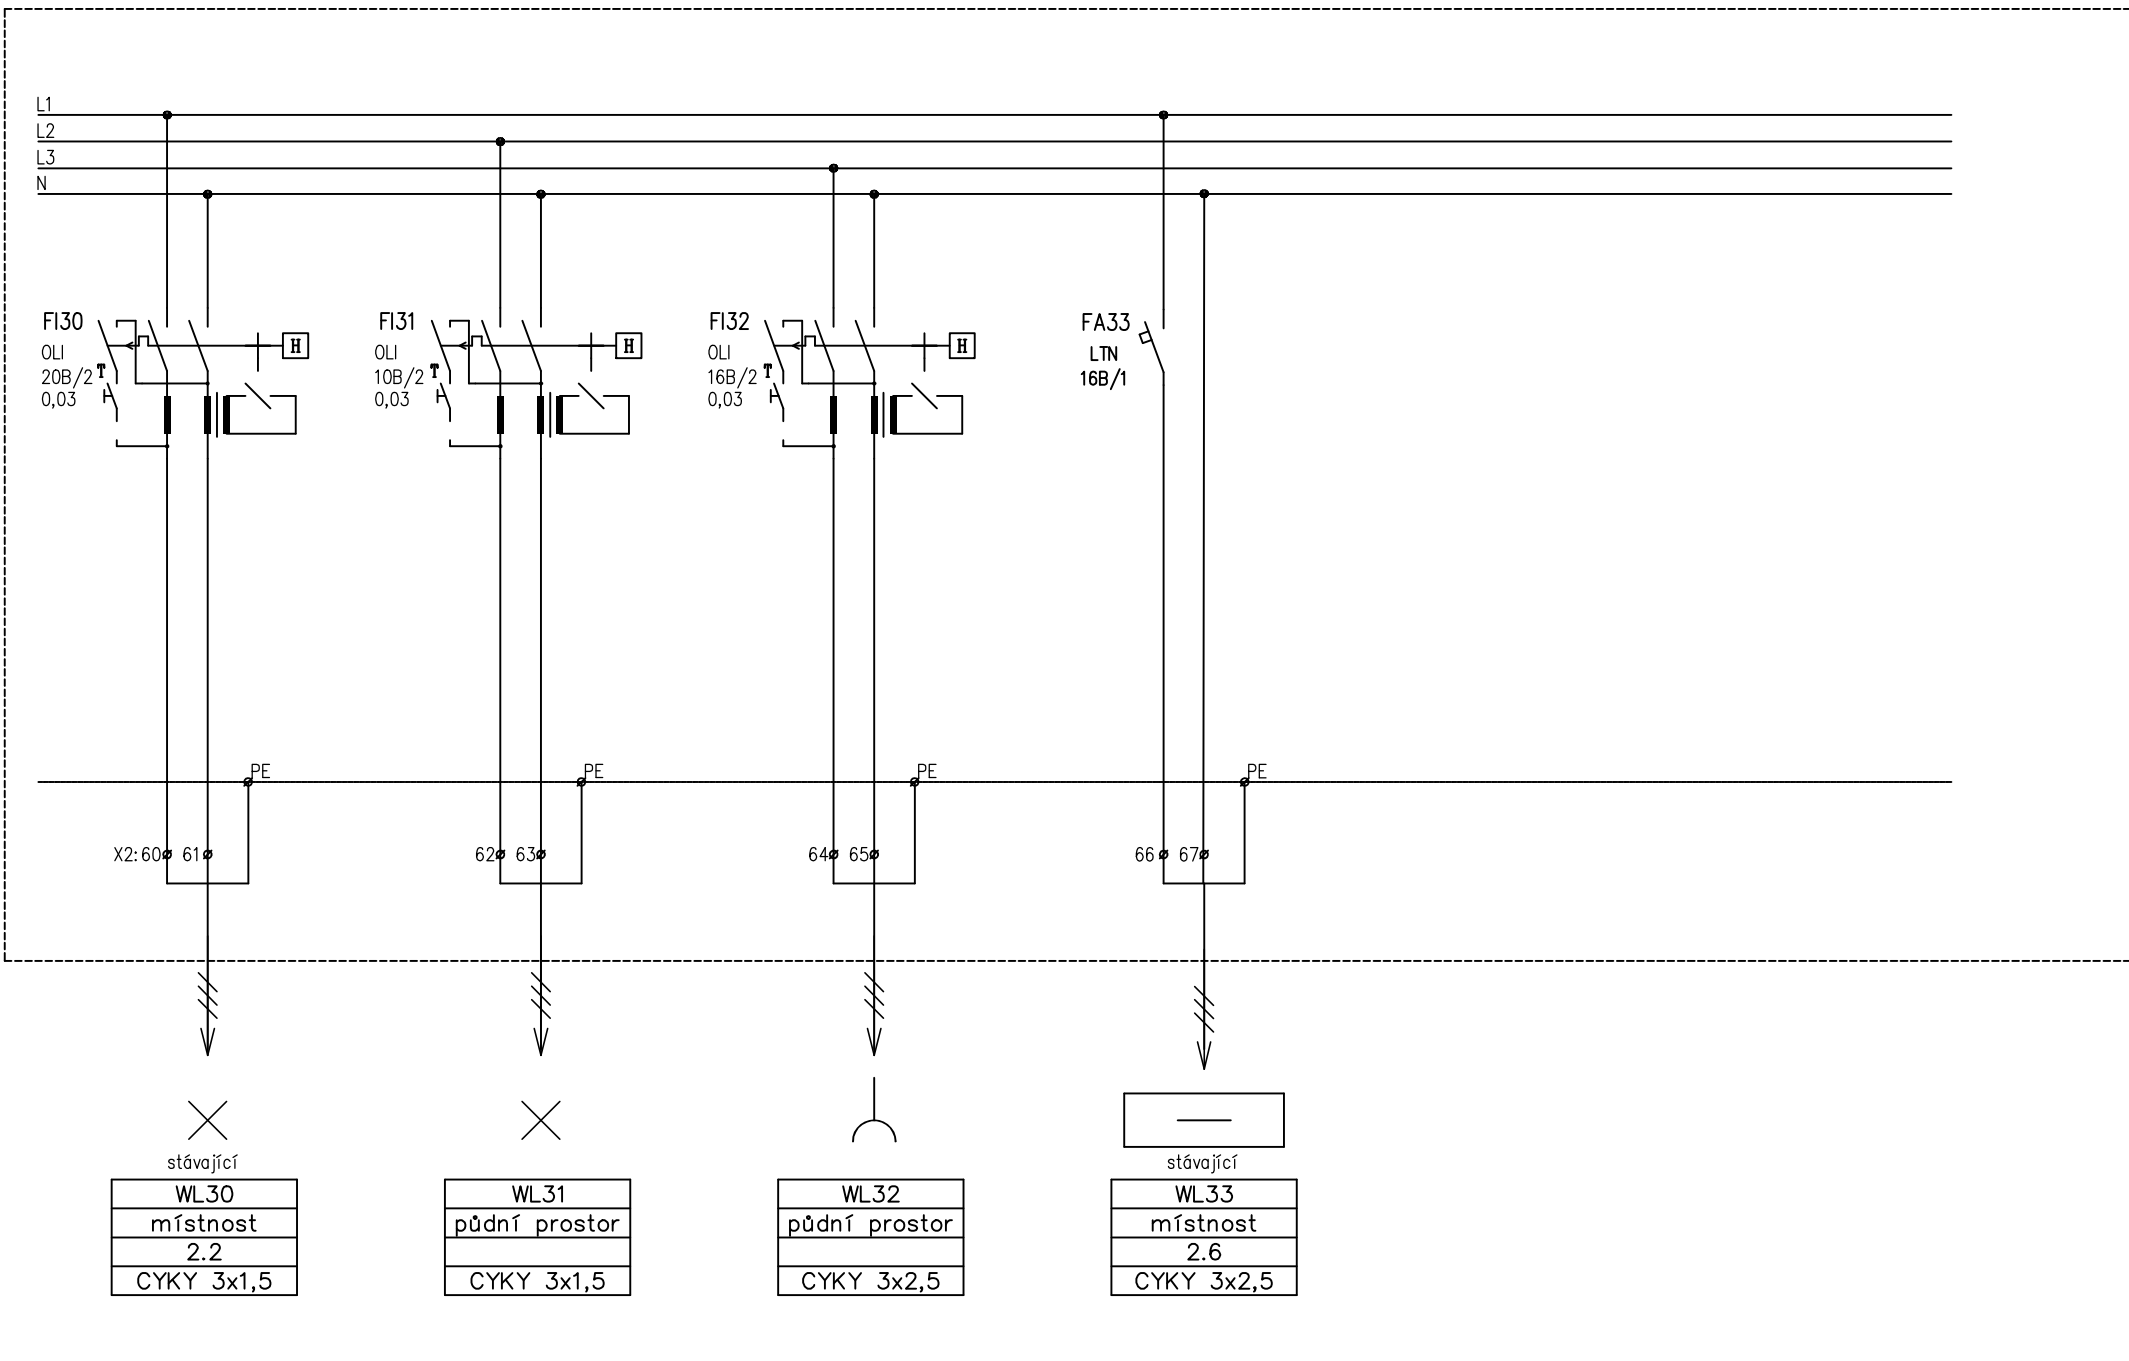 L1
L2
L3
N
FI30
OLI
20B/2
0,03
T
H
FI31
OLI
10B/2
0,03
T
H
FI32
OLI
16B/2
0,03
T
H
FA33
LTN
16B/1
PE
PE
PE
PE
X2: 60 61
62 63
64 65
66 67
stávající
WL30
místnost
2.2
CYKY 3x1,5
WL31
půdní prostor
CYKY 3x1,5
WL32
půdní prostor
CYKY 3x2,5
stávající
WL33
místnost
2.6
CYKY 3x2,5